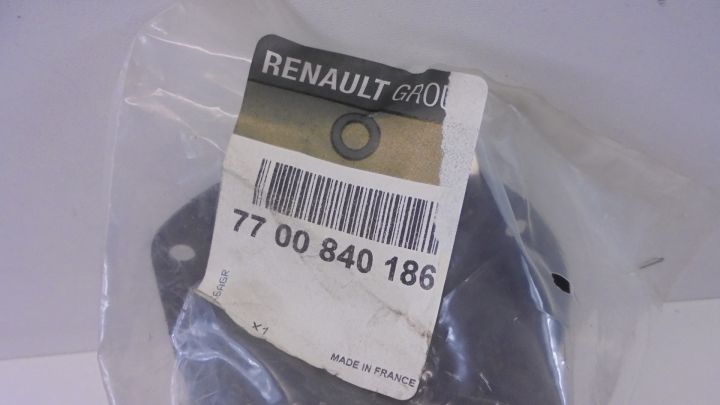 RENAULT GROU
77 00 840 186
X1
MADE IN FRANCE